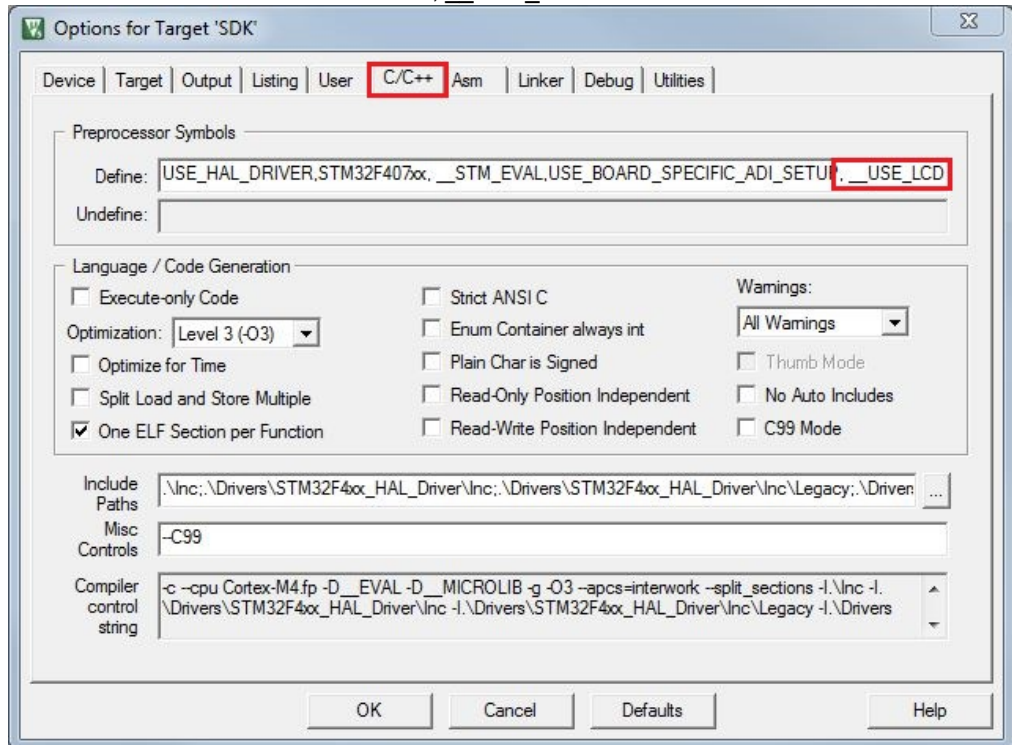 Options for Target 'SDK'
Device Target Output Listing User C/C++ Asm Linker Debug Utilities
Preprocessor Symbols
Define: USE_HAL_DRIVER,STM32F407xx, __STM_EVAL,USE_BOARD_SPECIFIC_ADI_SETUP, __USE_LCD
Undefine:
Language / Code Generation
Execute-only Code
Strict ANSI C
Warnings:
Optimization: Level 3 (-O3)
Enum Container always int
All Warnings
Optimize for Time
Plain Char is Signed
Thumb Mode
Split Load and Store Multiple
Read-Only Position Independent
No Auto Includes
One ELF Section per Function
Read-Write Position Independent
C99 Mode
Include Paths
.\Inc;.\Drivers\STM32F4xx_HAL_Driver\Inc;.\Drivers\STM32F4xx_HAL_Driver\Inc\Legacy;.\Drivers
...
Misc Controls
--C99
Compiler control string
-c --cpu Cortex-M4.fp -D__EVAL -D__MICROLIB -g -O3 --apcs=interwork --split_sections -I.\Inc -I.
\Drivers\STM32F4xx_HAL_Driver\Inc -I.\Drivers\STM32F4xx_HAL_Driver\Inc\Legacy -I.\Drivers
OK Cancel Defaults Help